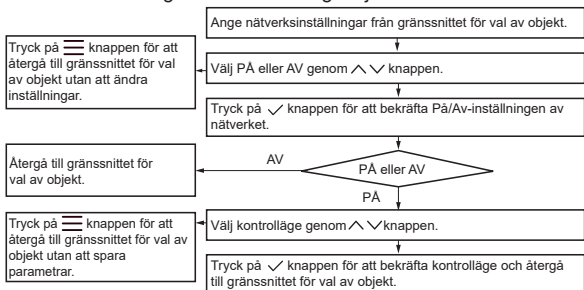 Ange nätverksinställningar från gränssnittet för val av objekt.
Tryck på knappen för att
återgå till gränssnittet för val
av objekt utan att ändra
inställningar.
Välj PÅ eller AV genom knappen.
Tryck på knappen för att bekräfta På/Av-inställningen av
nätverket.
Återgå till gränssnittet för
val av objekt.
AV
PÅ eller AV
PÅ
Tryck på knappen för att
återgå till gränssnittet för val av
objekt utan att spara
parametrar.
Välj kontrolläge genom knappen.
Tryck på knappen för att bekräfta kontrolläge och återgå
till gränssnittet för val av objekt.